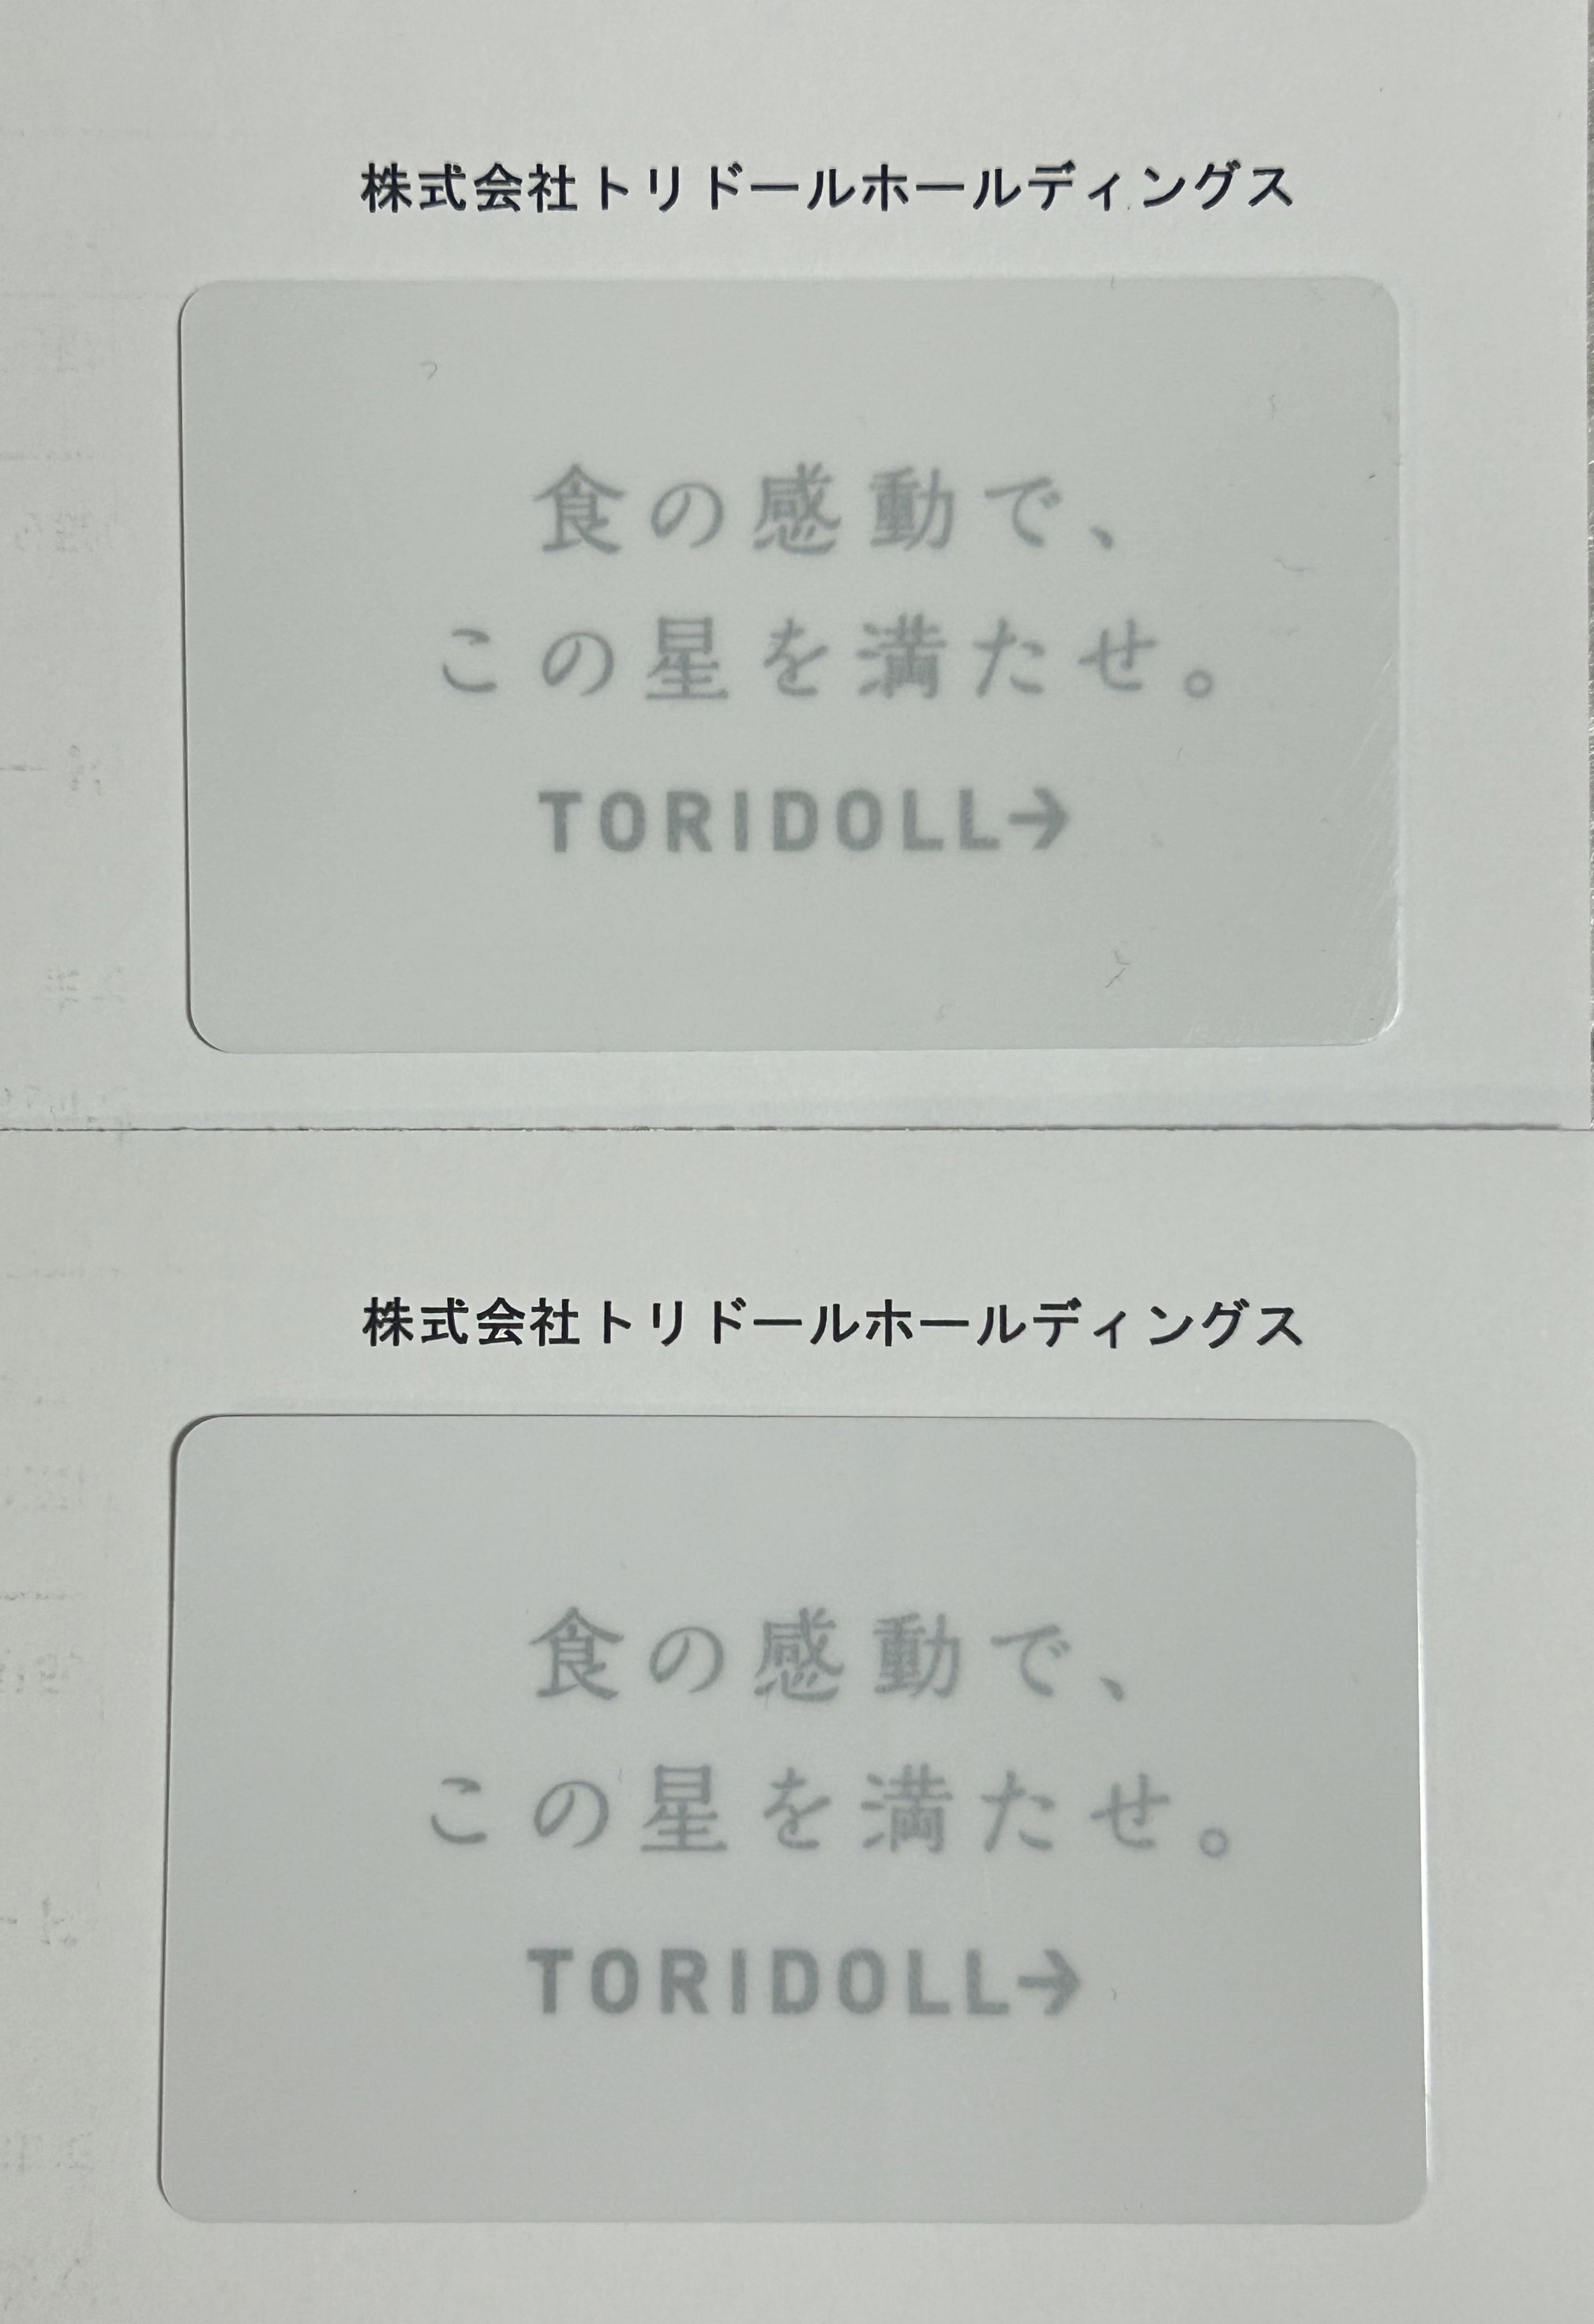 株式会社トリドールホールディングス
食の感動で、
この星を満たせ。
TORIDOLL→
株式会社トリドールホールディングス
食の感動で、
この星を満たせ。
TORIDOLL→